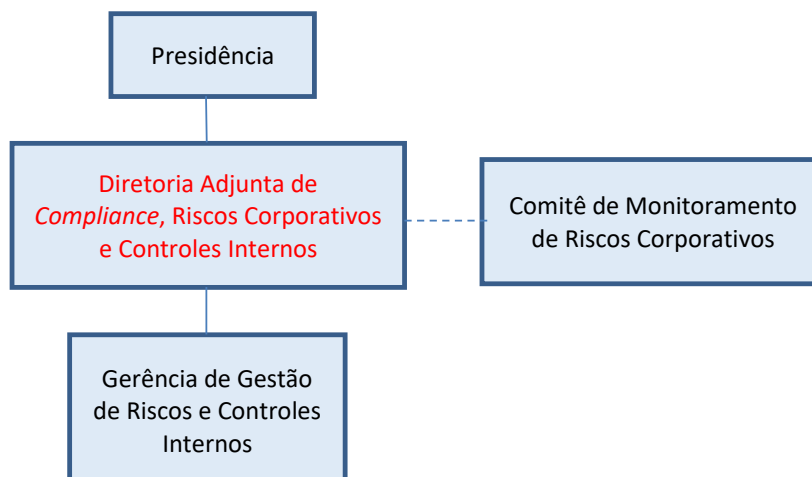 Presidência
Diretoria Adjunta de
Compliance, Riscos Corporativos
e Controles Internos
Comitê de Monitoramento
de Riscos Corporativos
Gerência de Gestão
de Riscos e Controles
Internos